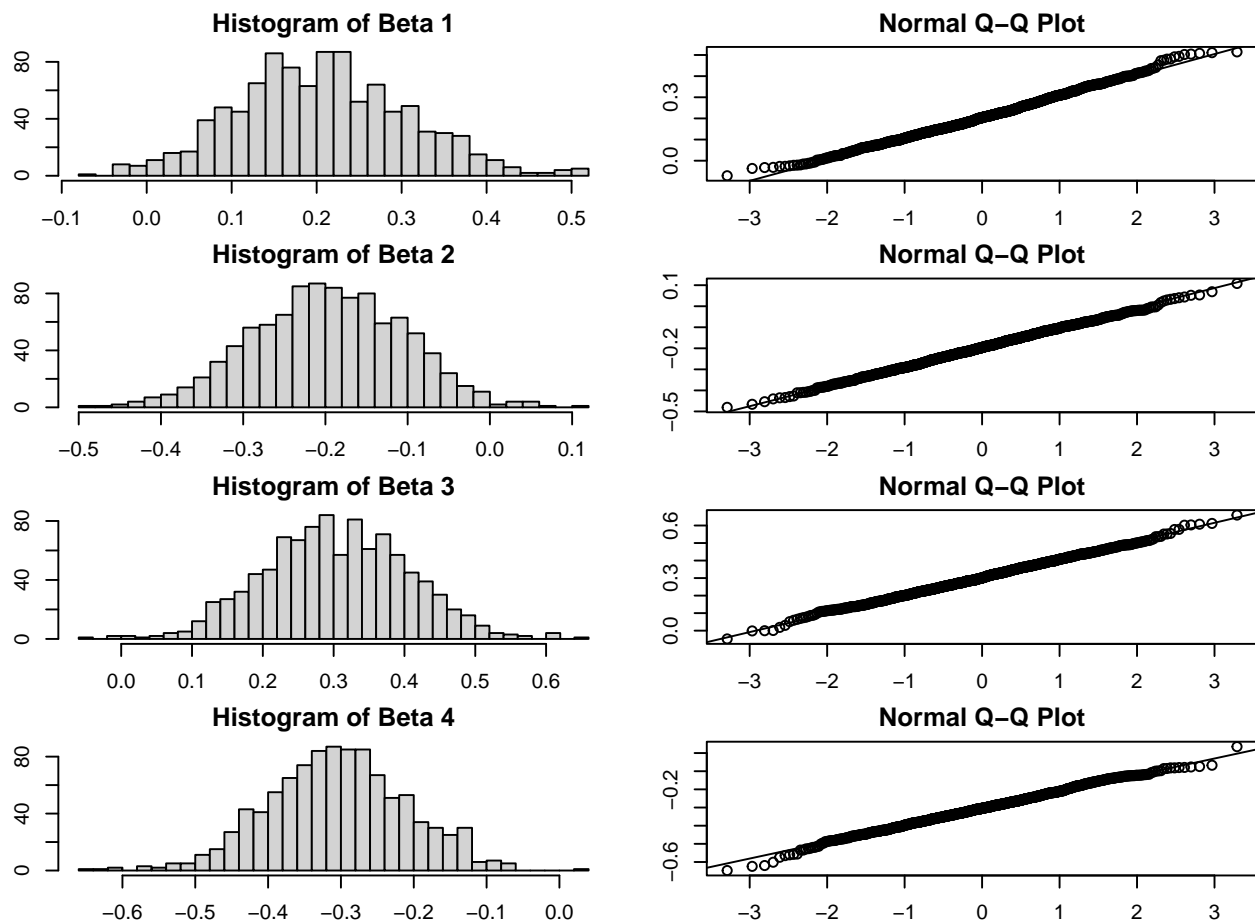 Histogram of Beta 1
Normal Q−Q Plot
80
40
0
−0.1 0.0 0.1 0.2 0.3 0.4 0.5
0.3
0.0
−3 −2 −1 0 1 2 3
Histogram of Beta 2
Normal Q−Q Plot
80
40
0
−0.5 −0.4 −0.3 −0.2 −0.1 0.0 0.1
0.1
−0.2
−0.5
−3 −2 −1 0 1 2 3
Histogram of Beta 3
Normal Q−Q Plot
80
40
0
0.0 0.1 0.2 0.3 0.4 0.5 0.6
0.6
0.3
0.0
−3 −2 −1 0 1 2 3
Histogram of Beta 4
Normal Q−Q Plot
80
40
0
−0.6 −0.5 −0.4 −0.3 −0.2 −0.1 0.0
−0.2
−0.6
−3 −2 −1 0 1 2 3